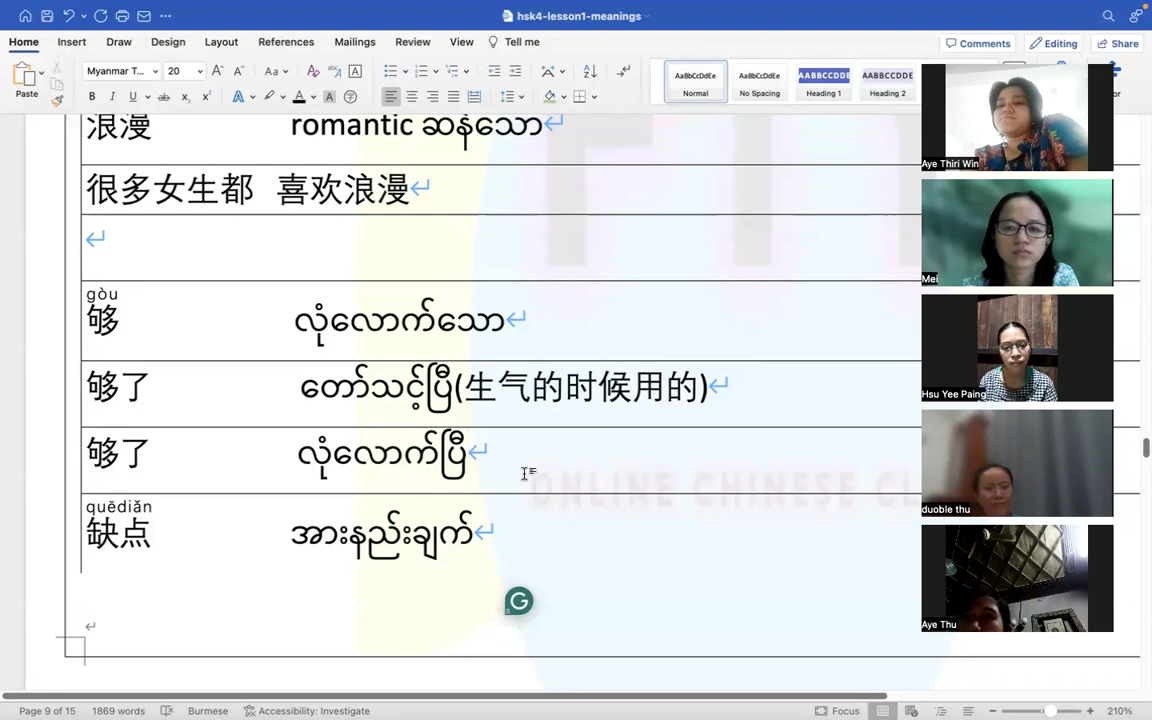 hsk4-lesson1-meanings
Home Insert Draw Design Layout References Mailings Review View Tell me
Comments Editing Share
Paste
Myanmar T... 20
AaBbCcDdEe AaBbCcDdEe AABBCCDDE AABBCCDDE
Normal No Spacing Heading 1 Heading 2
浪漫 romantic ဆန်သော
很多女生都 喜欢浪漫
gòu
够 လုံလောက်သော
够了 တော်သင့်ပြီ(生气的时候用的)
够了 လုံလောက်ပြီ
quēdiǎn
缺点 အားနည်းချက်
ONLINE CHINESE CL
Aye Thiri Win
Mei
Hsu Yee Paing
duoble thu
Aye Thu
Page 9 of 15 1869 words Burmese Accessibility: Investigate Focus 210%